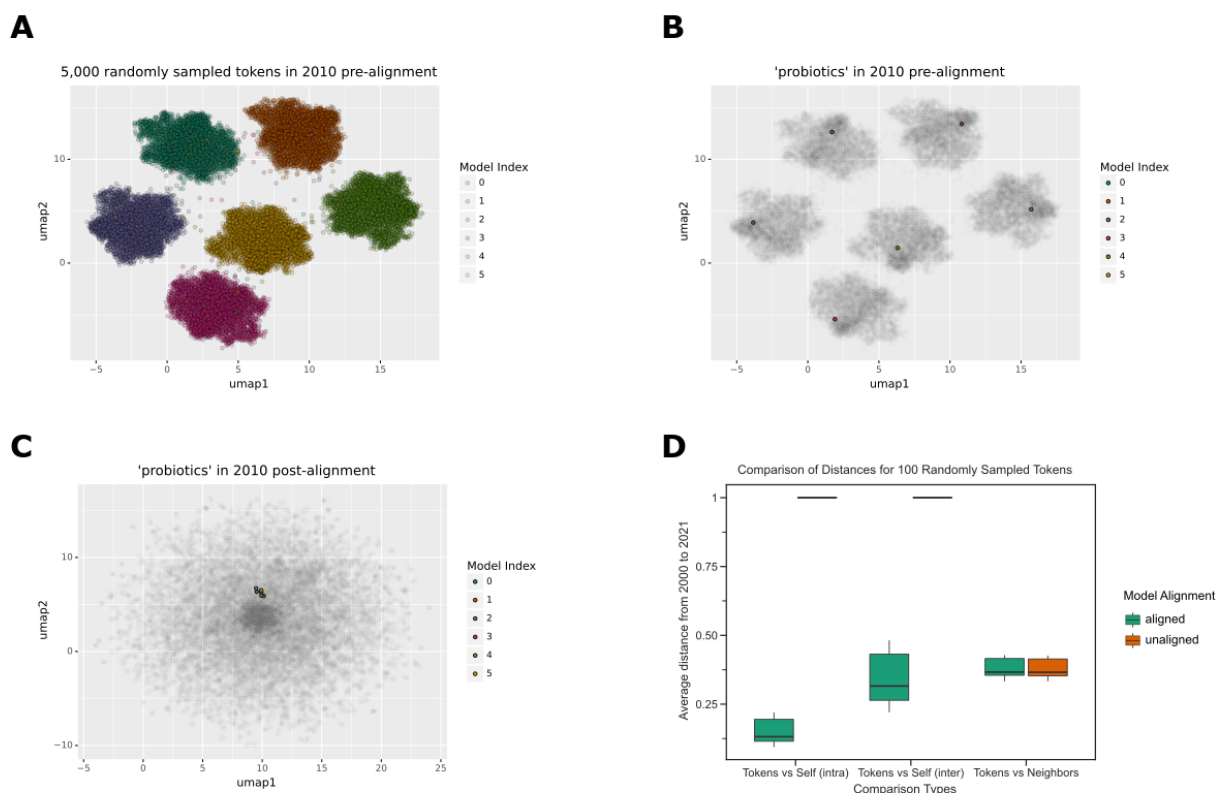 A
5,000 randomly sampled tokens in 2010 pre-alignment
10
0
umap2
−5
0
5
10
15
umap1
Model Index
0
1
2
3
4
5
B
'probiotics' in 2010 pre-alignment
10
0
umap2
−5
0
5
10
15
umap1
Model Index
0
1
2
3
4
5
C
'probiotics' in 2010 post-alignment
10
0
−10
umap2
−5
0
5
10
15
20
25
umap1
Model Index
0
1
2
3
4
5
D
Comparison of Distances for 100 Randomly Sampled Tokens
1
0.75
0.50
0.25
Average distance from 2000 to 2021
Tokens vs Self (intra)
Tokens vs Self (inter)
Tokens vs Neighbors
Comparison Types
Model Alignment
aligned
unaligned